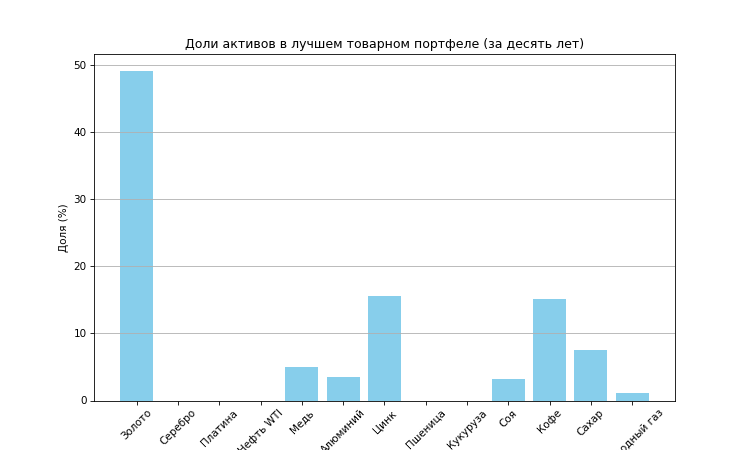 Доли активов в лучшем товарном портфеле (за десять лет)
Доля (%)
50
40
30
20
10
0
Золото
Серебро
Платина
Нефть WTI
Медь
Алюминий
Цинк
Пшеница
Кукуруза
Соя
Кофе
Сахар
одный газ